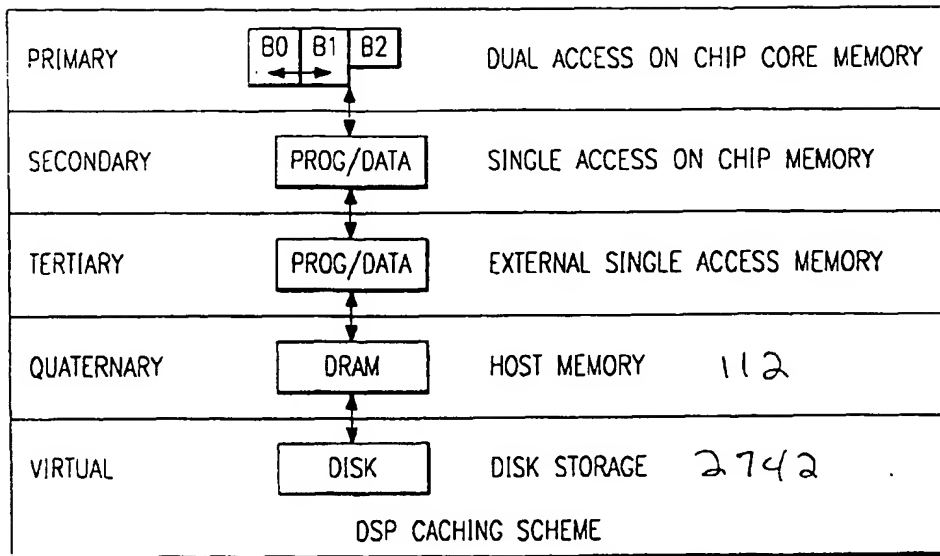 PRIMARY B0 B1 B2 DUAL ACCESS ON CHIP CORE MEMORY
SECONDARY PROG/DATA SINGLE ACCESS ON CHIP MEMORY
TERTIARY PROG/DATA EXTERNAL SINGLE ACCESS MEMORY
QUATERNARY DRAM HOST MEMORY 112
VIRTUAL DISK DISK STORAGE 2742
DSP CACHING SCHEME